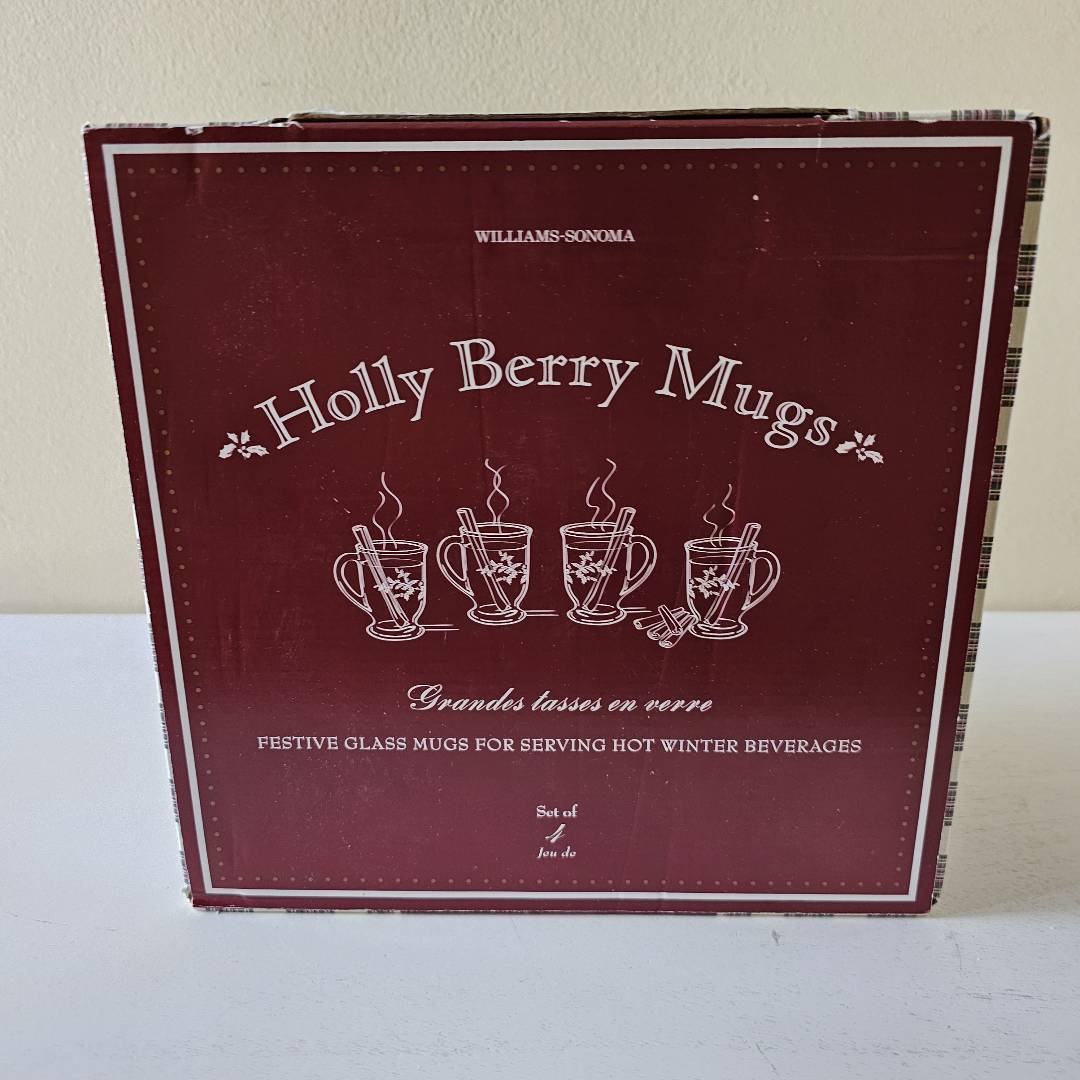 WILLIAMS-SONOMA
Holly Berry Mugs
Grandes tasses en verre
FESTIVE GLASS MUGS FOR SERVING HOT WINTER BEVERAGES
Set of
4
Jeu de